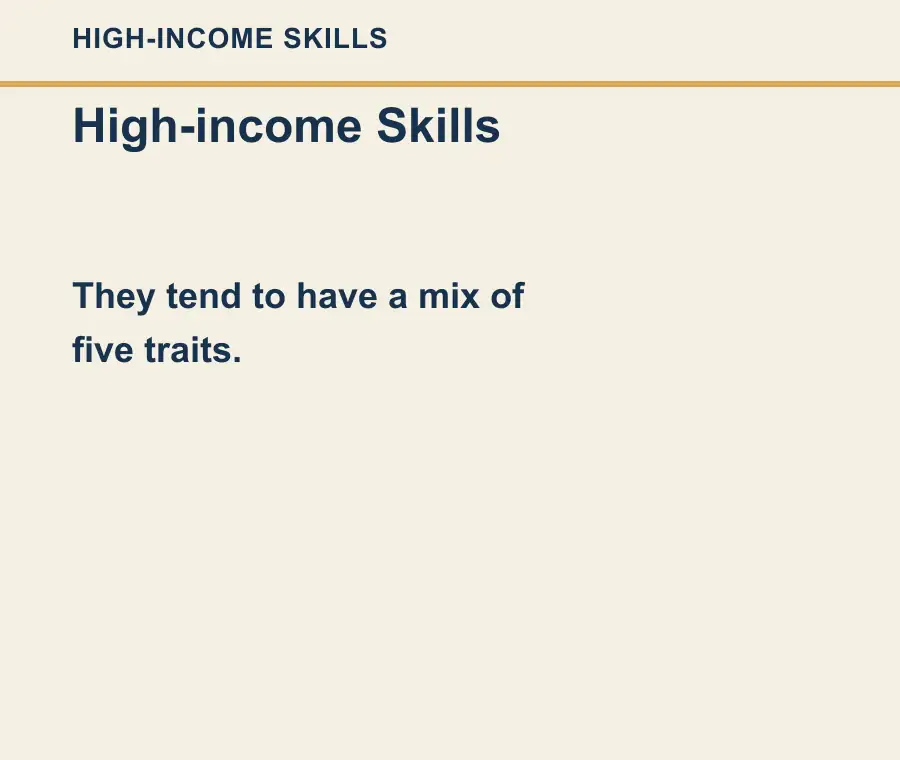 HIGH-INCOME SKILLS
High-income Skills
They tend to have a mix of
five traits.